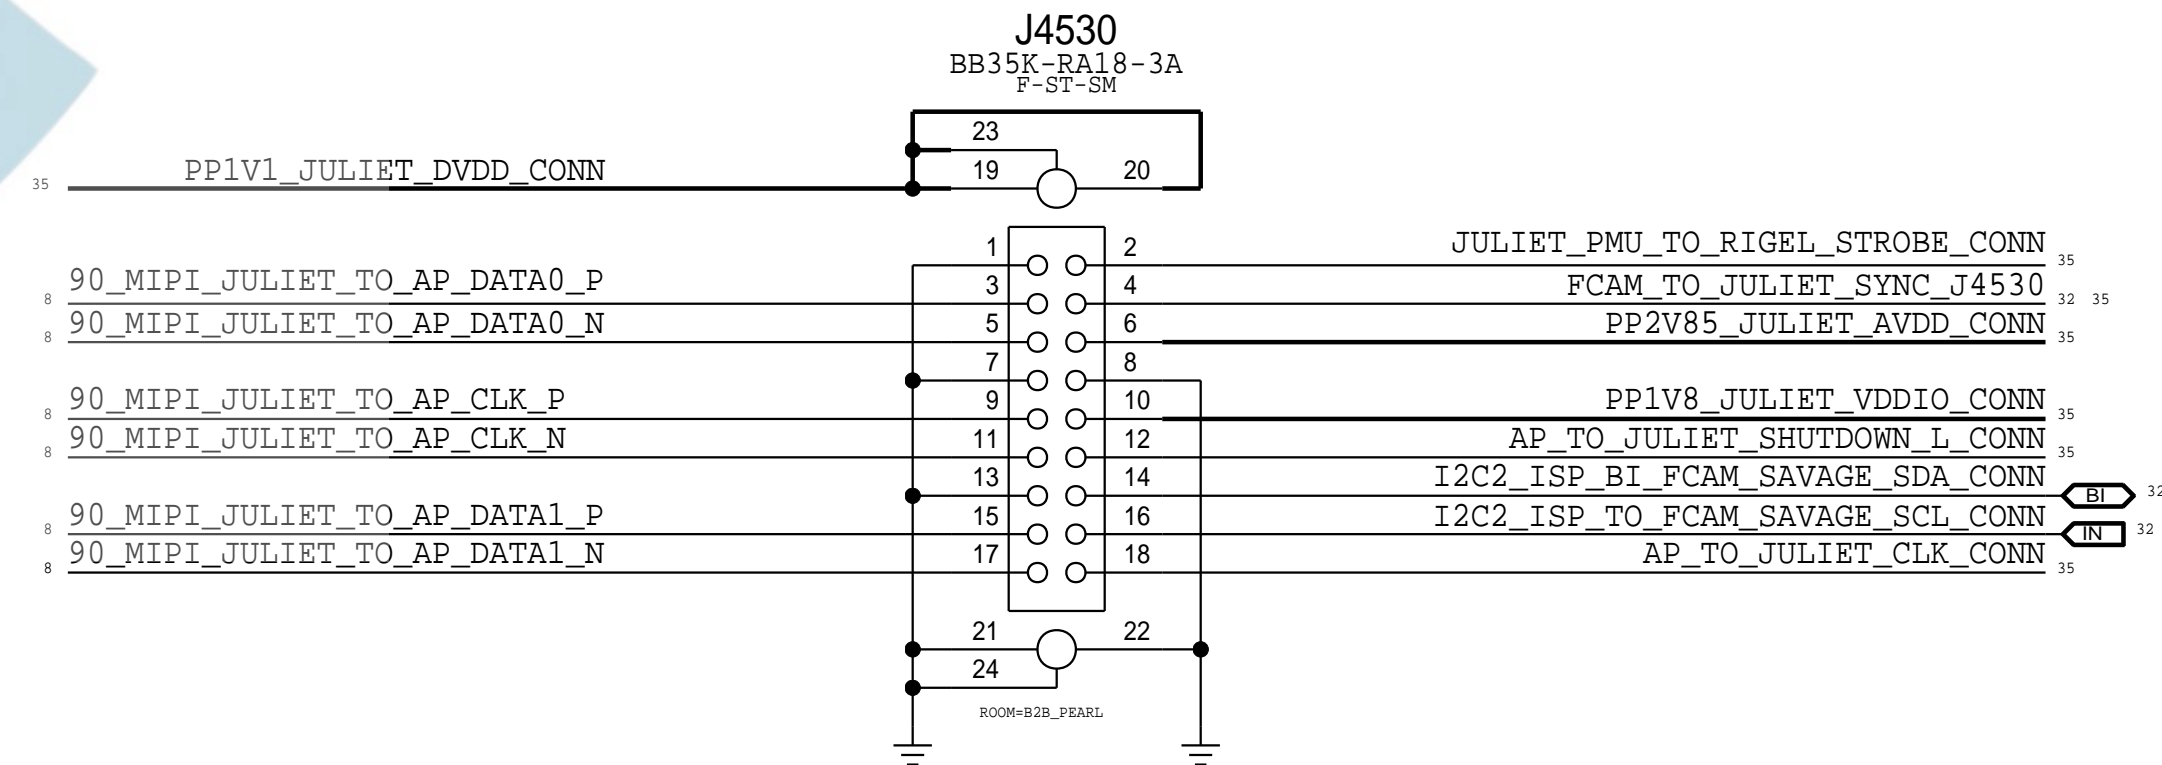 J4530
BB35K-RA18-3A
F-ST-SM
23
35 PP1V1_JULIET_DVDD_CONN 19 20
1 2 JULIET_PMU_TO_RIGEL_STROBE_CONN 35
8 90_MIPI_JULIET_TO_AP_DATA0_P 3 4 FCAM_TO_JULIET_SYNC_J4530 32 35
8 90_MIPI_JULIET_TO_AP_DATA0_N 5 6 PP2V85_JULIET_AVDD_CONN 35
7 8
8 90_MIPI_JULIET_TO_AP_CLK_P 9 10 PP1V8_JULIET_VDDIO_CONN 35
8 90_MIPI_JULIET_TO_AP_CLK_N 11 12 AP_TO_JULIET_SHUTDOWN_L_CONN 35
13 14 I2C2_ISP_BI_FCAM_SAVAGE_SDA_CONN BI 32
8 90_MIPI_JULIET_TO_AP_DATA1_P 15 16 I2C2_ISP_TO_FCAM_SAVAGE_SCL_CONN IN 32
8 90_MIPI_JULIET_TO_AP_DATA1_N 17 18 AP_TO_JULIET_CLK_CONN 35
21 22
24
ROOM=B2B_PEARL